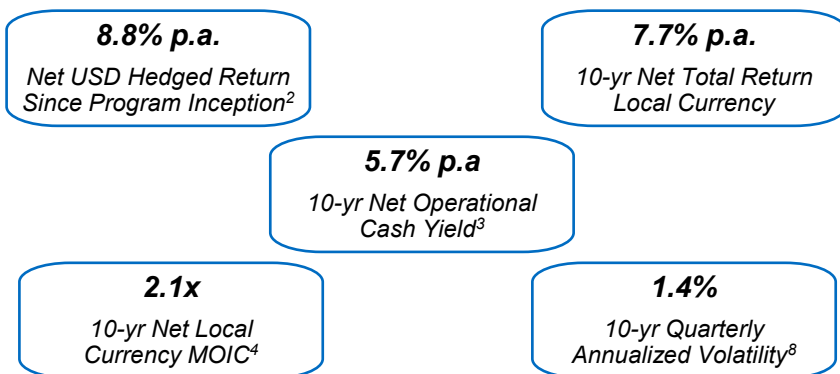 8.8% p.a.
Net USD Hedged Return
Since Program Inception²
7.7% p.a.
10-yr Net Total Return
Local Currency
5.7% p.a
10-yr Net Operational
Cash Yield³
2.1x
10-yr Net Local
Currency MOIC⁴
1.4%
10-yr Quarterly
Annualized Volatility⁸